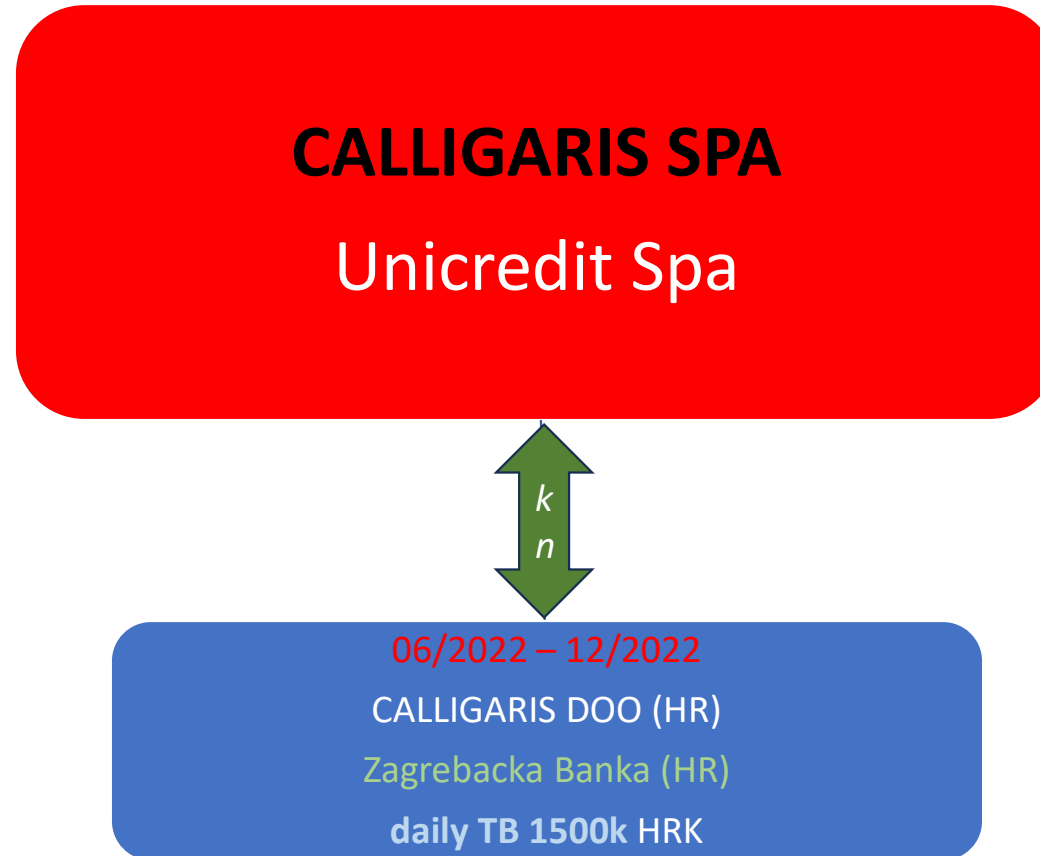 CALLIGARIS SPA
Unicredit Spa
k
n
06/2022 – 12/2022
CALLIGARIS DOO (HR)
Zagrebacka Banka (HR)
daily TB 1500k HRK